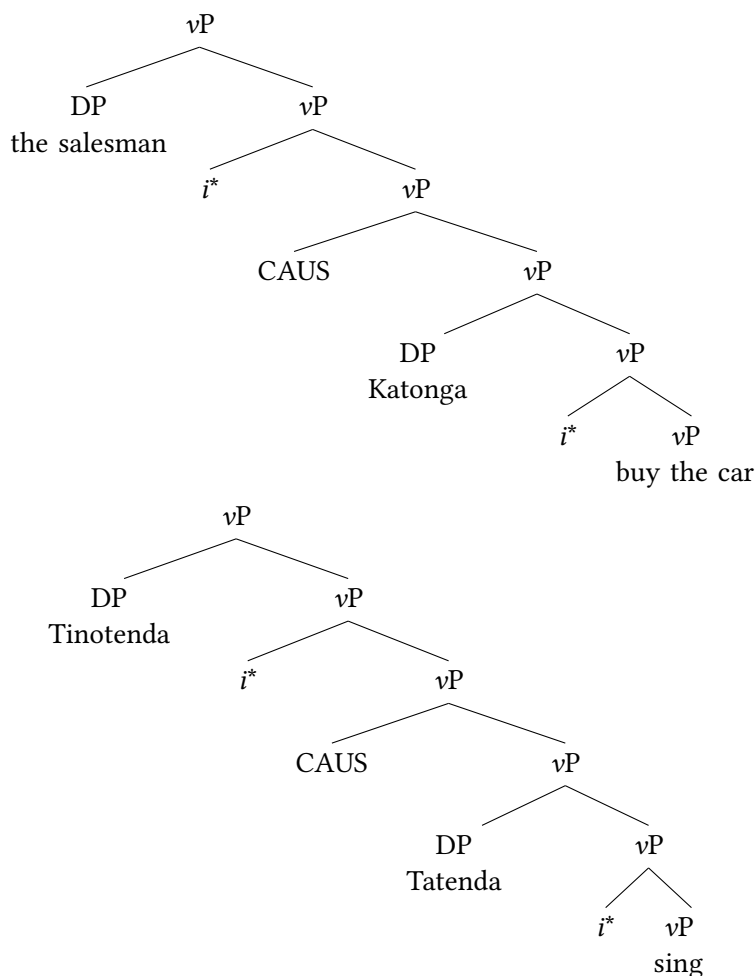 vP
DP vP
the salesman
i* vP
CAUS vP
DP vP
Katonga
i* vP
buy the car
vP
DP vP
Tinotenda
i* vP
CAUS vP
DP vP
Tatenda
i* vP
sing